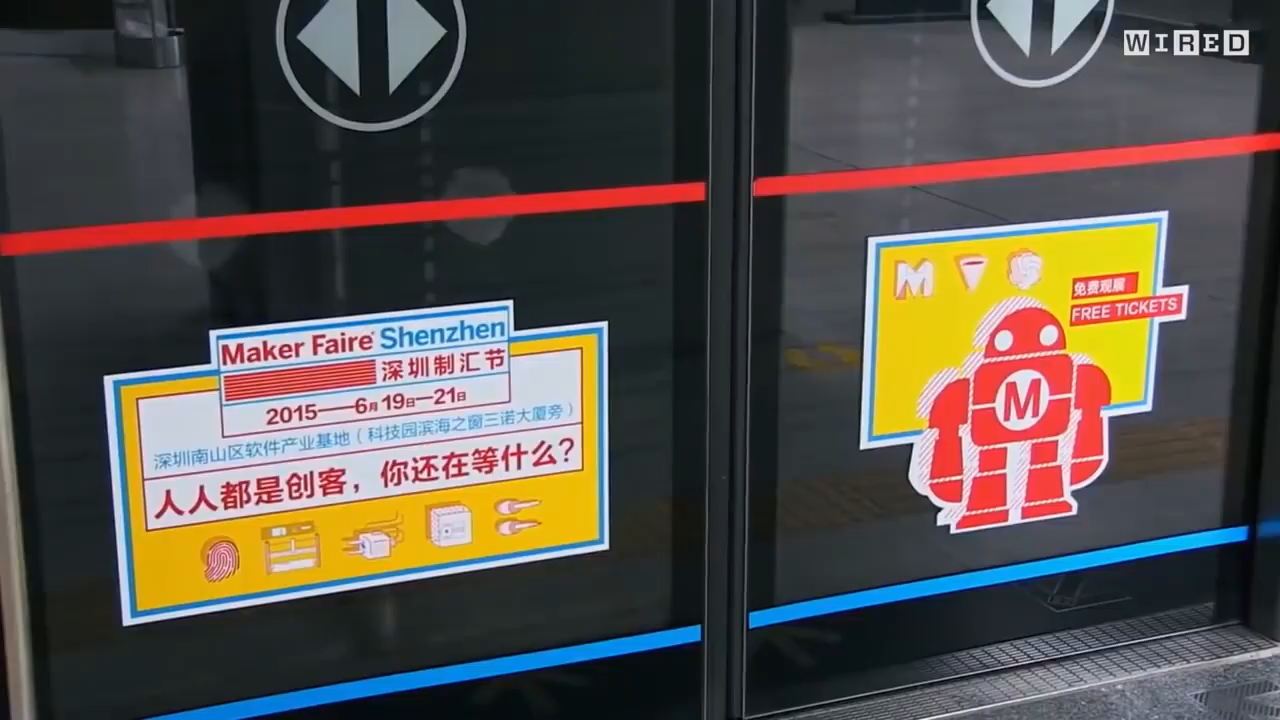 WIRED
Maker Faire Shenzhen
深圳制汇节
2015——6月19日—21日
深圳南山区软件产业基地（科技园滨海之窗三诺大厦旁）
人人都是创客，你还在等什么？
M
免费观展
FREE TICKETS
M